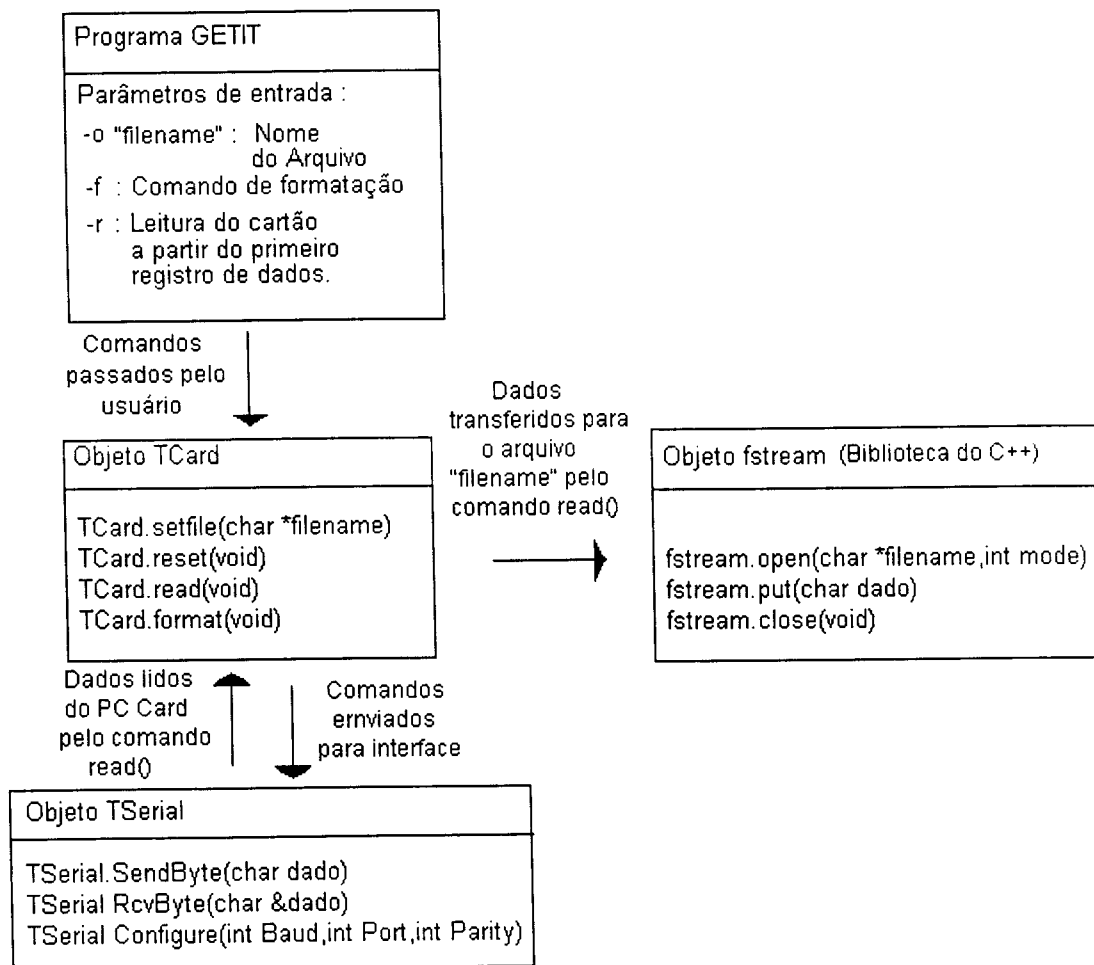 Programa GETIT
Parâmetros de entrada :
-o "filename" : Nome
do Arquivo
-f : Comando de formatação
-r : Leitura do cartão
a partir do primeiro
registro de dados.
Comandos
passados pelo
usuário
Dados
transferidos para
o arquivo
"filename" pelo
comando read()
Objeto TCard
TCard.setfile(char *filename)
TCard.reset(void)
TCard.read(void)
TCard.format(void)
Objeto fstream (Biblioteca do C++)
fstream.open(char *filename,int mode)
fstream.put(char dado)
fstream.close(void)
Dados lidos
do PC Card
pelo comando
read()
Comandos
ernviados
para interface
Objeto TSerial
TSerial.SendByte(char dado)
TSerial RcvByte(char &dado)
TSerial Configure(int Baud,int Port,int Parity)